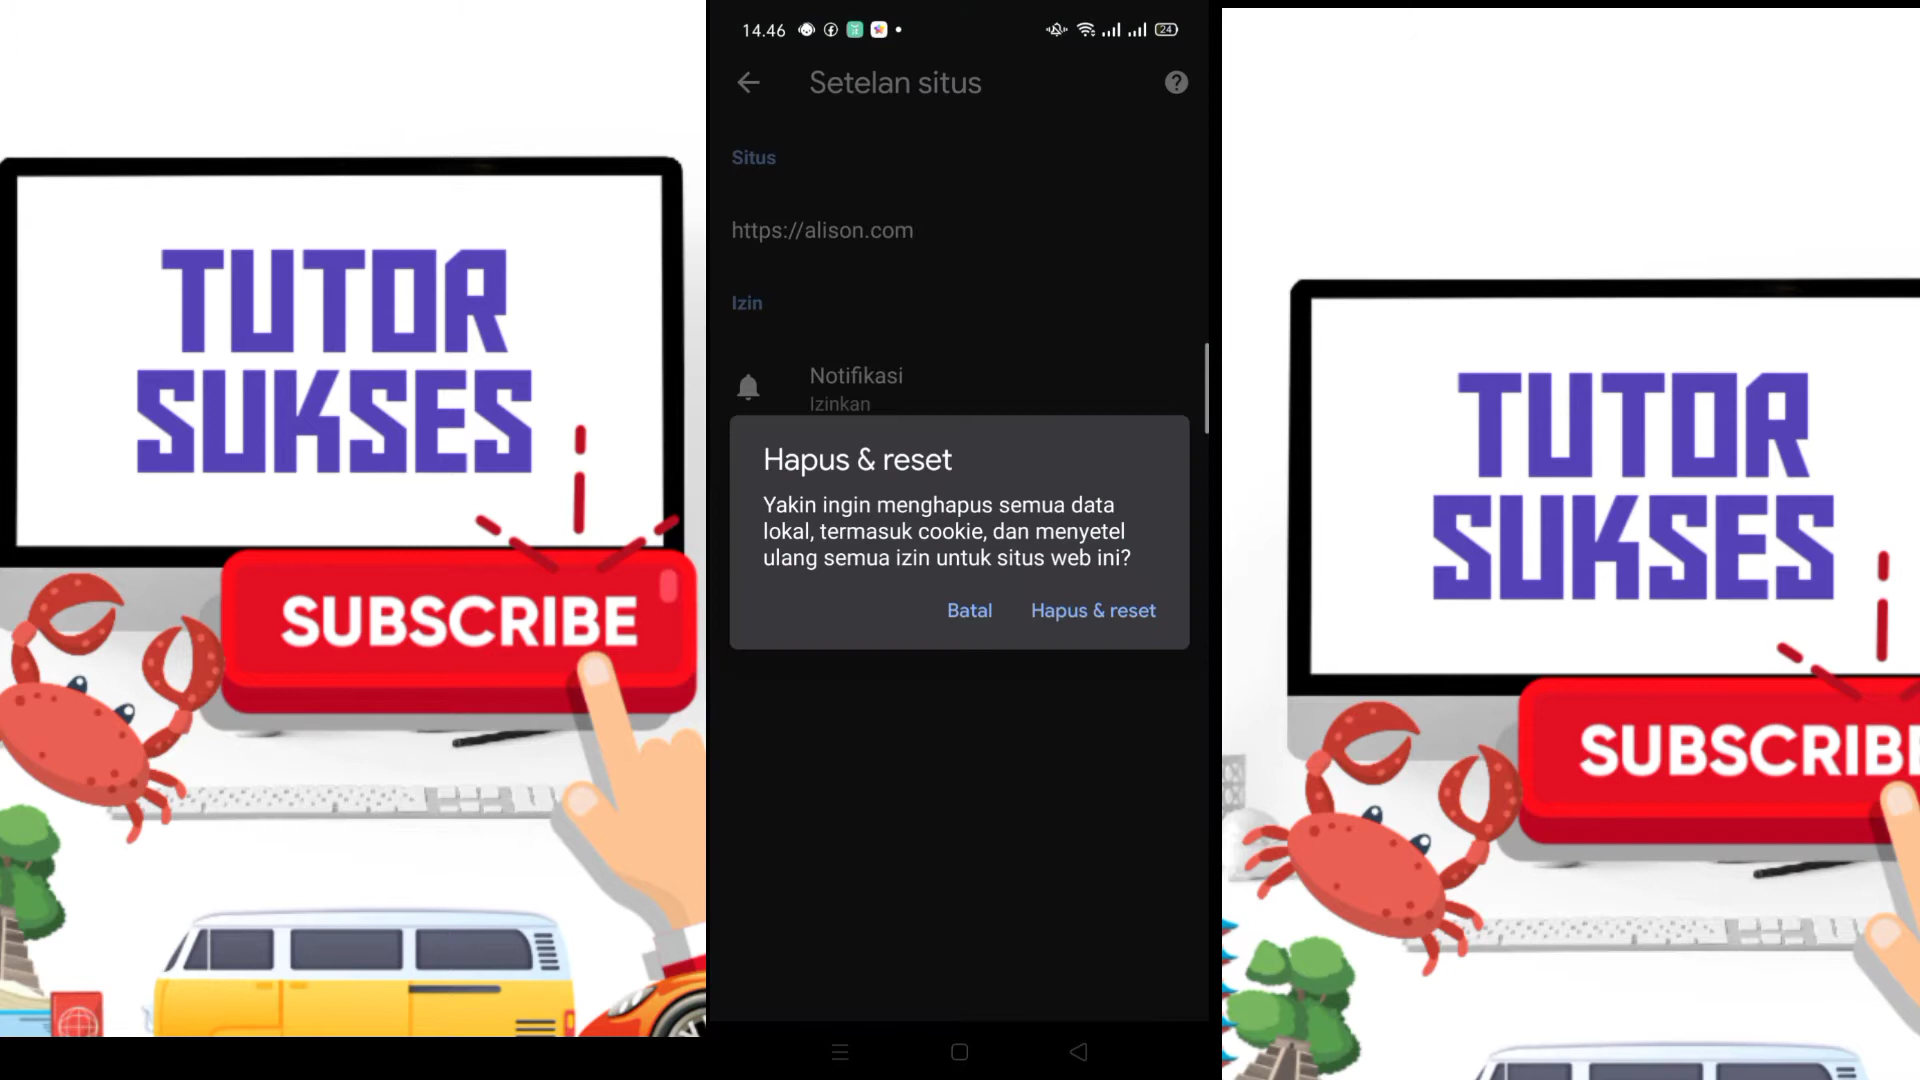 TUTOR
SUKSES
SUBSCRIBE
14.46
24
Setelan situs
Situs
https://alison.com
Izin
Notifikasi
Izinkan
Hapus & reset
Yakin ingin menghapus semua data
lokal, termasuk cookie, dan menyetel
ulang semua izin untuk situs web ini?
Batal
Hapus & reset
TUTOR
SUKSES
SUBSCRIBE